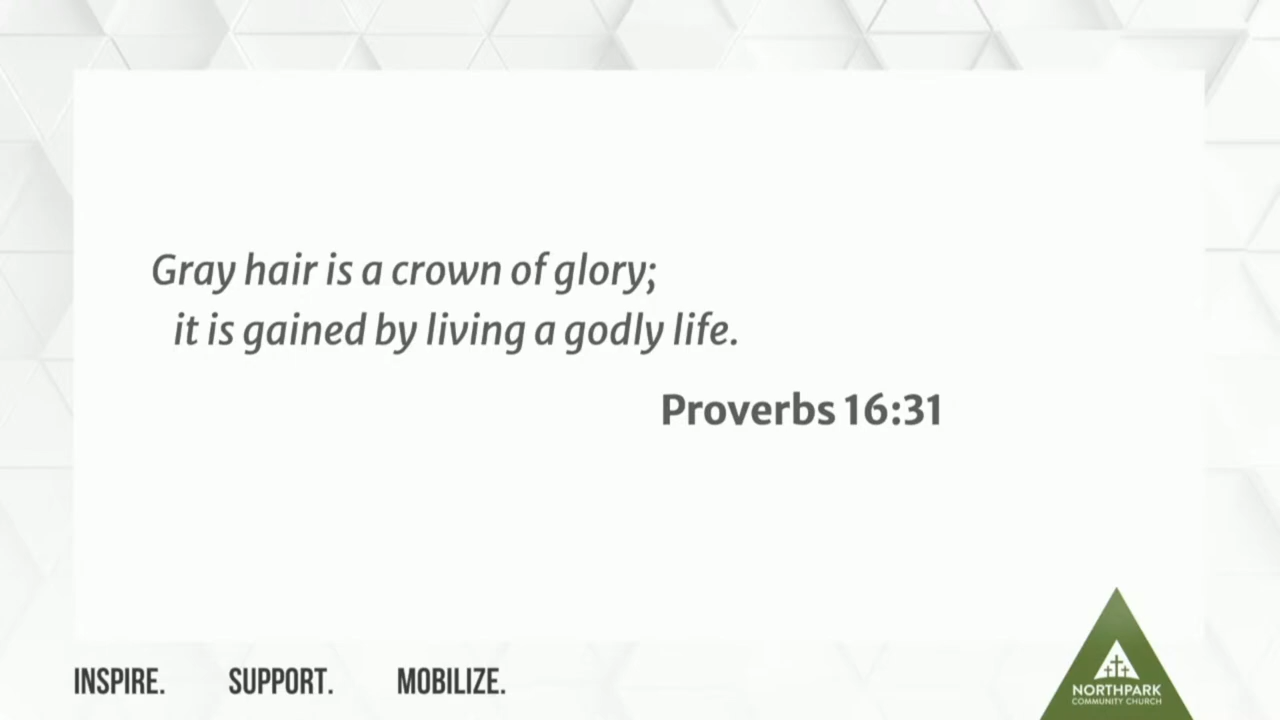 Gray hair is a crown of glory;
it is gained by living a godly life.
Proverbs 16:31
INSPIRE. SUPPORT. MOBILIZE.
NORTHPARK
COMMUNITY CHURCH